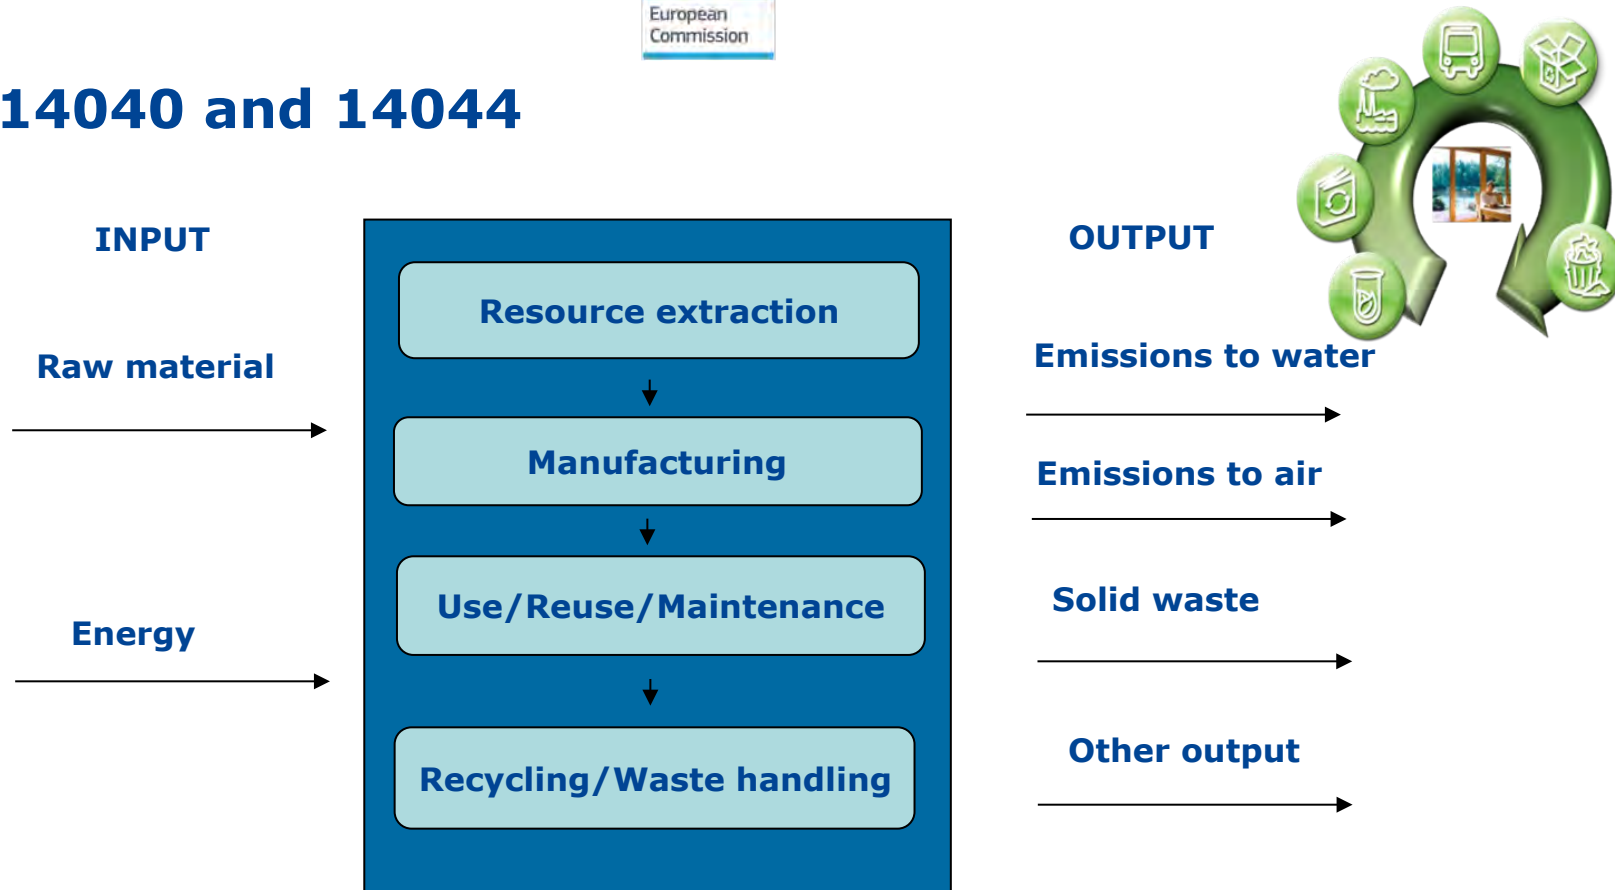 European
Commission
14040 and 14044
INPUT
OUTPUT
Resource extraction
Raw material
Emissions to water
Manufacturing
Emissions to air
Use/Reuse/Maintenance
Solid waste
Energy
Other output
Recycling/Waste handling